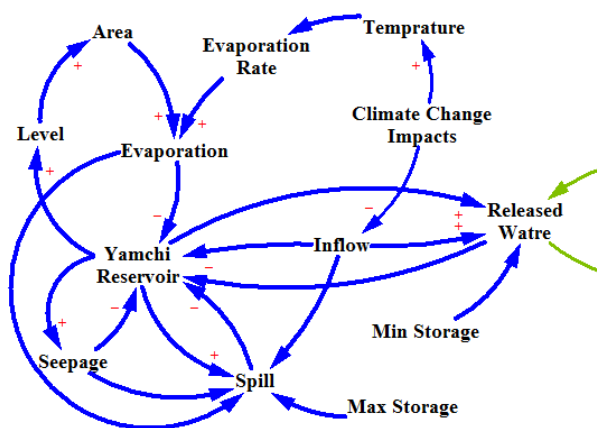 Area
Evaporation
Rate
Temprature
Level
Evaporation
Climate Change
Impacts
Released
Watre
Yamchi
Reservoir
Inflow
Min Storage
Seepage
Spill
Max Storage
+
+
+
+
+
−
−
+
+
−
−
+
−
+